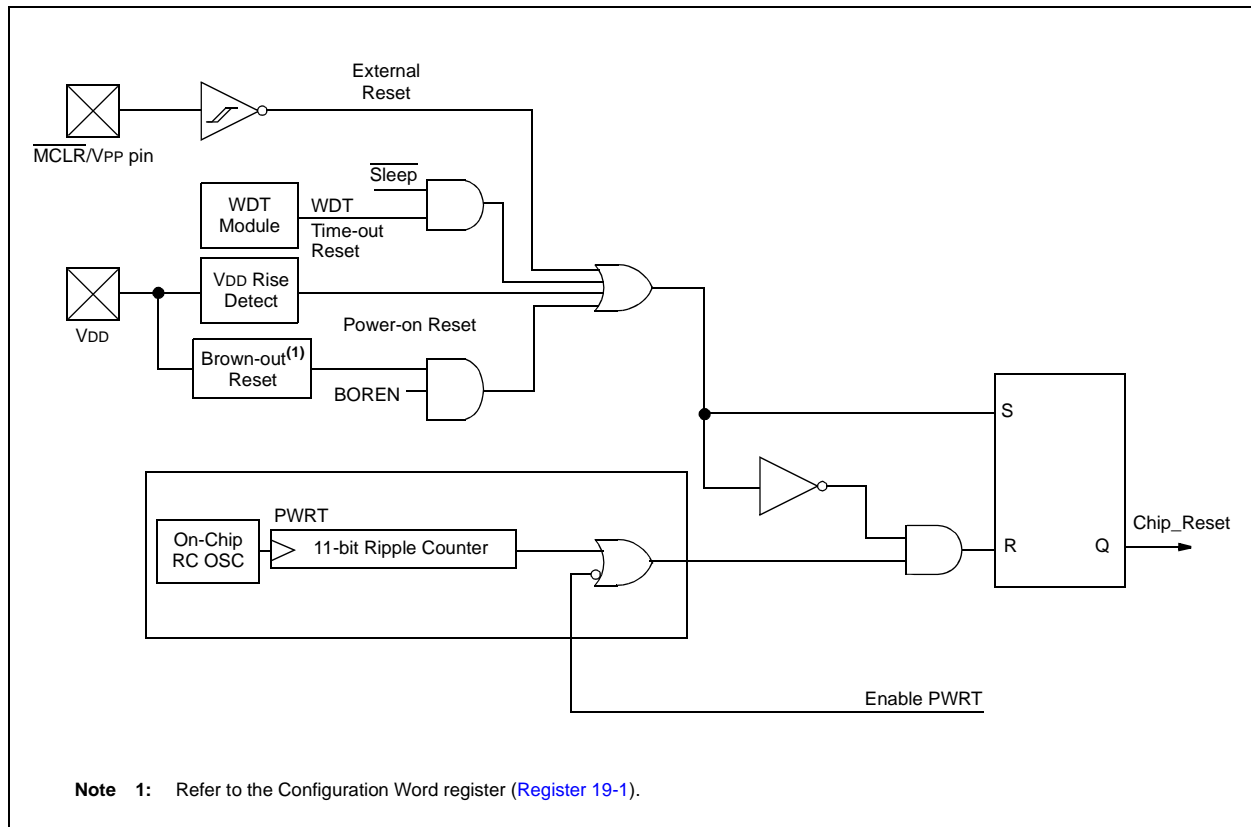 External
Reset
MCLR/VPP pin
Sleep
WDT
Module
WDT
Time-out
Reset
VDD Rise
Detect
VDD
Power-on Reset
Brown-out(1)
Reset
BOREN
S
PWRT
On-Chip
RC OSC
11-bit Ripple Counter
R
Q
Chip_Reset
Enable PWRT
Note 1: Refer to the Configuration Word register (Register 19-1).